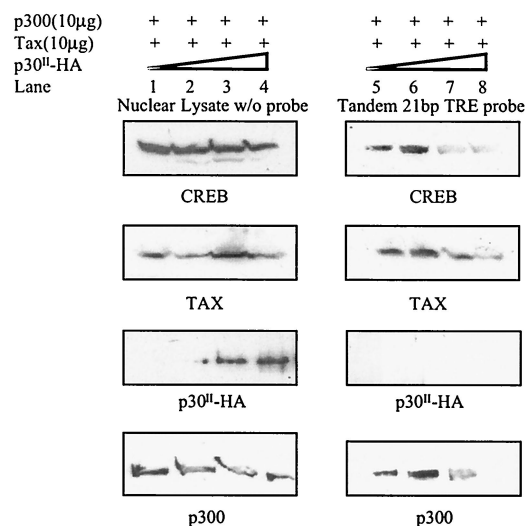 p300(10μg) + + + + + + + +
Tax(10μg) + + + + + + + +
p30ᴵᴵ-HA
Lane 1 2 3 4 5 6 7 8
Nuclear Lysate w/o probe Tandem 21bp TRE probe
CREB CREB
TAX TAX
p30ᴵᴵ-HA p30ᴵᴵ-HA
p300 p300